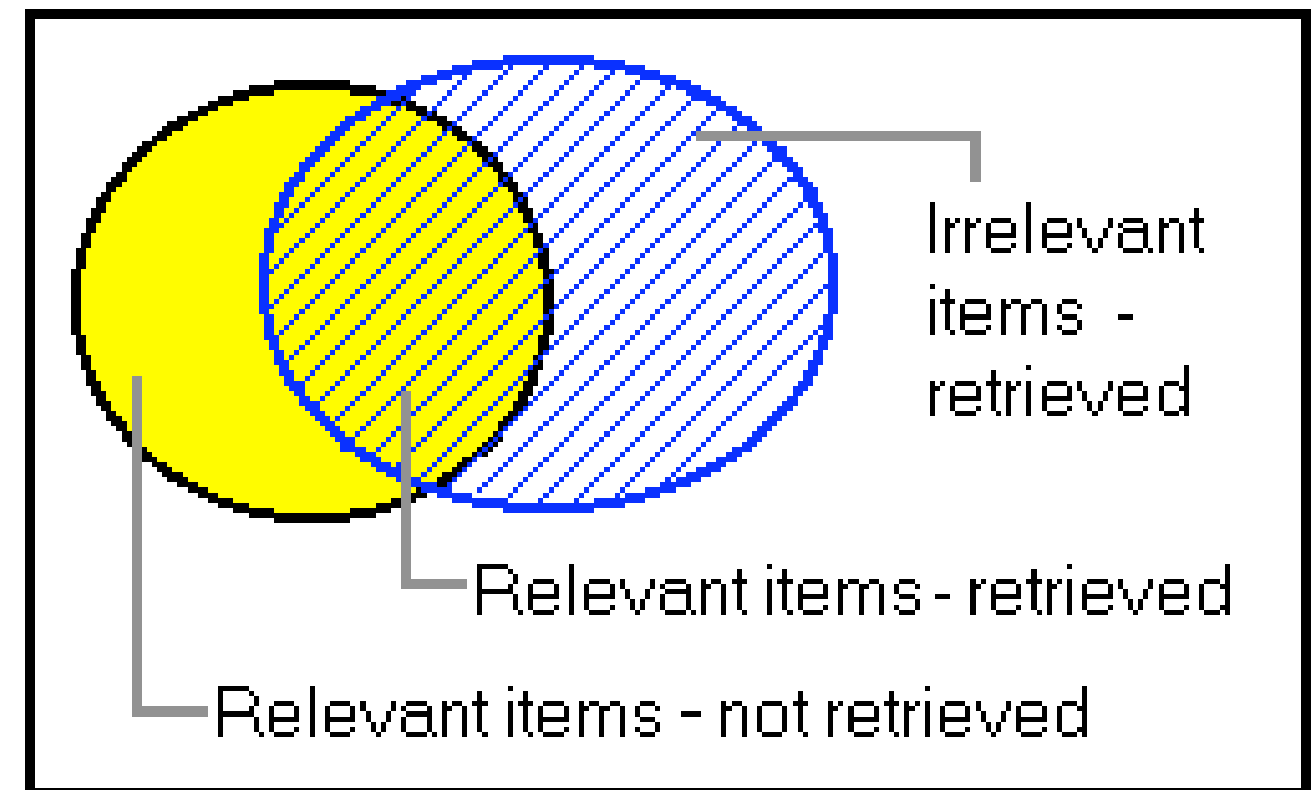 Irrelevant
items -
retrieved
Relevant items - retrieved
Relevant items - not retrieved